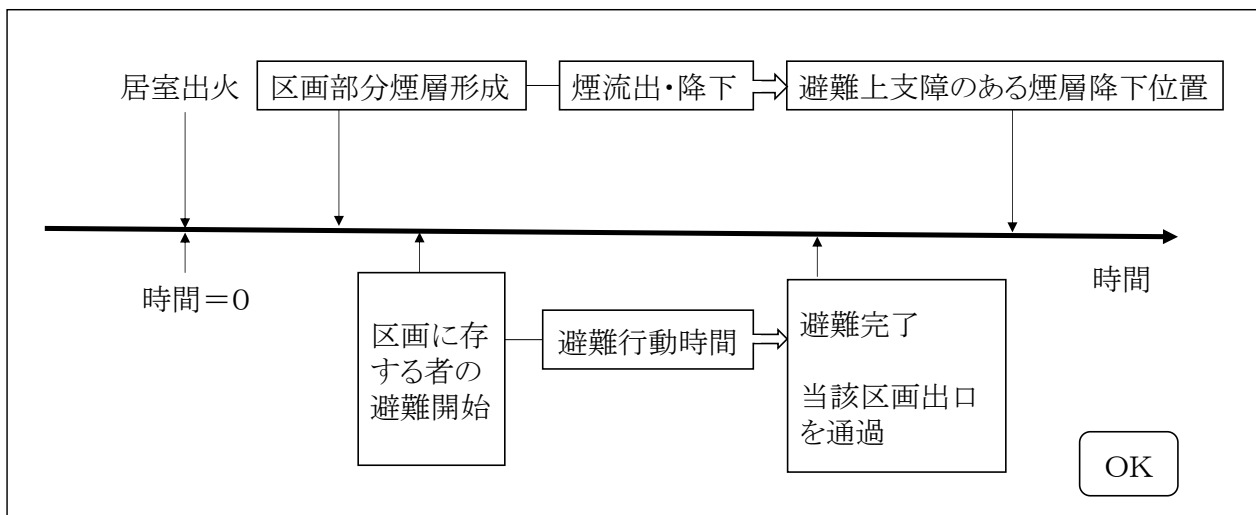 居室出火
区画部分煙層形成
煙流出・降下
避難上支障のある煙層降下位置
時間＝0
時間
区画に存
する者の
避難開始
避難行動時間
避難完了
当該区画出口
を通過
OK